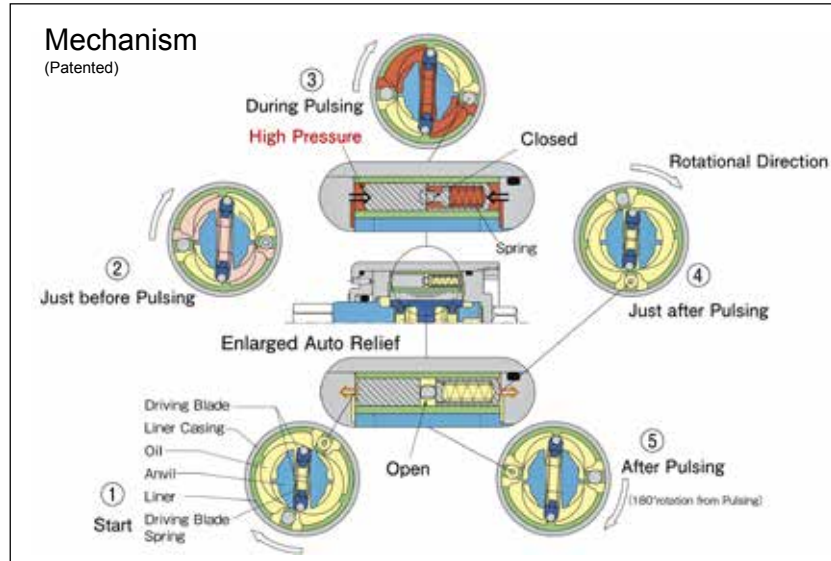 Mechanism
(Patented)
③
During Pulsing
High Pressure
Closed
Rotational Direction
Spring
②
Just before Pulsing
④
Just after Pulsing
Enlarged Auto Relief
Driving Blade
Liner Casing
Oil
Anvil
Liner
Driving Blade
Spring
①
Start
Open
⑤
After Pulsing
(180°rotation from Pulsing)